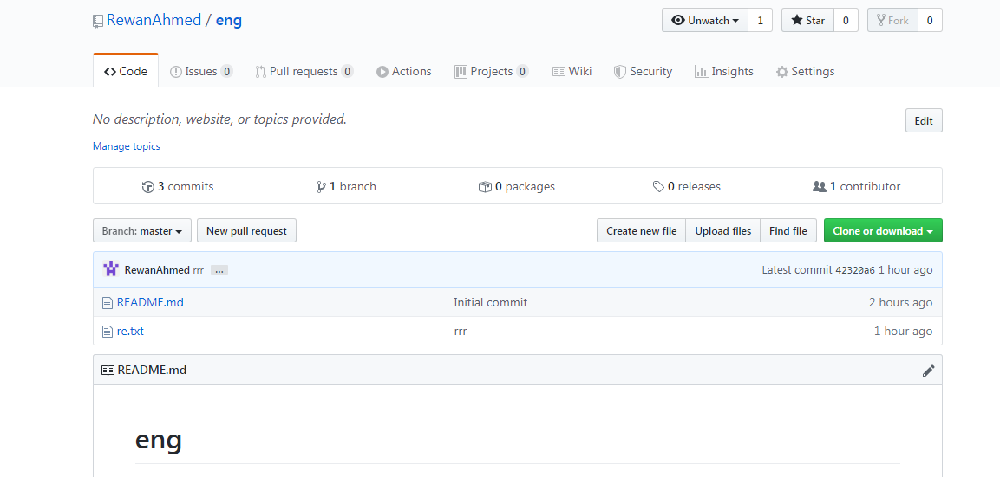 RewanAhmed / eng
Unwatch 1 Star 0 Fork 0
Code Issues 0 Pull requests 0 Actions Projects 0 Wiki Security Insights Settings
No description, website, or topics provided. Edit
Manage topics
3 commits 1 branch 0 packages 0 releases 1 contributor
Branch: master New pull request Create new file Upload files Find file Clone or download
RewanAhmed rrr ... Latest commit 42320a6 1 hour ago
README.md Initial commit 2 hours ago
re.txt rrr 1 hour ago
README.md
eng